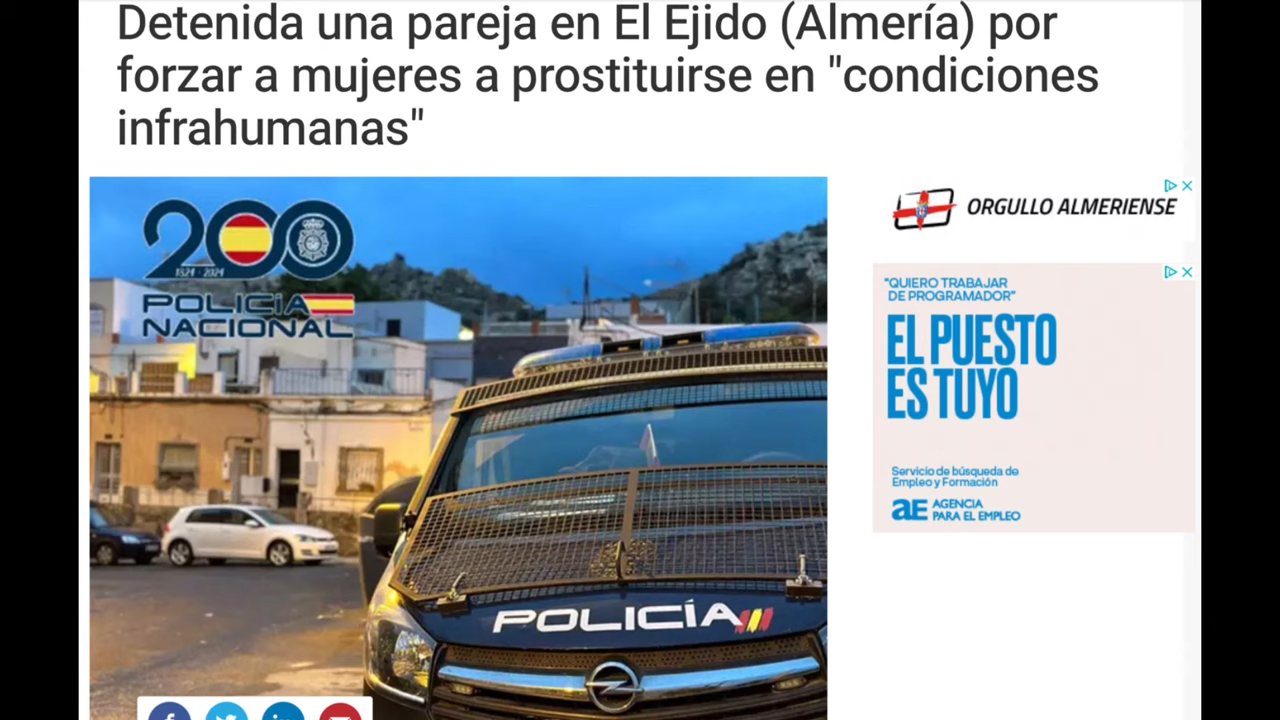 Detenida una pareja en El Ejido (Almería) por
forzar a mujeres a prostituirse en "condiciones
infrahumanas"
200
1824 - 2024
POLICIA
NACIONAL
POLICÍA
ORGULLO ALMERIENSE
"QUIERO TRABAJAR
DE PROGRAMADOR"
EL PUESTO
ES TUYO
Servicio de búsqueda de
Empleo y Formación
aE AGENCIA
PARA EL EMPLEO